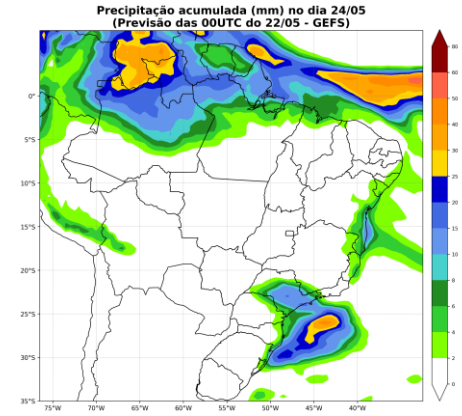 Precipitação acumulada (mm) no dia 24/05
(Previsão das 00UTC do 22/05 - GEFS)
0°
5°S
10°S
15°S
20°S
25°S
30°S
35°S
75°W 70°W 65°W 60°W 55°W 50°W 45°W 40°W
80
60
50
40
30
25
20
15
10
8
6
4
2
0